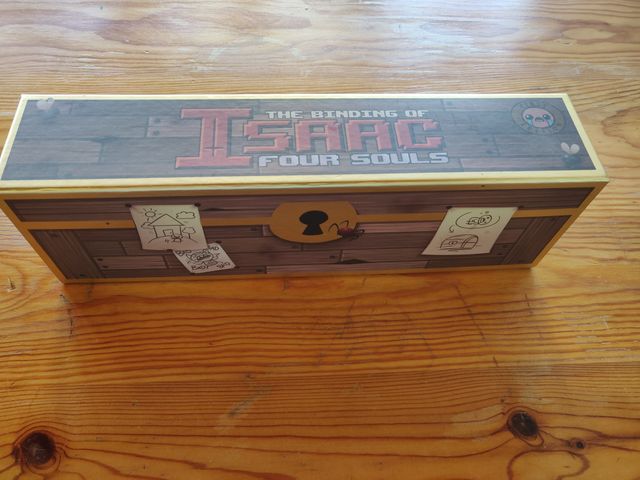 THE BINDING OF
ISAAC
FOUR SOULS